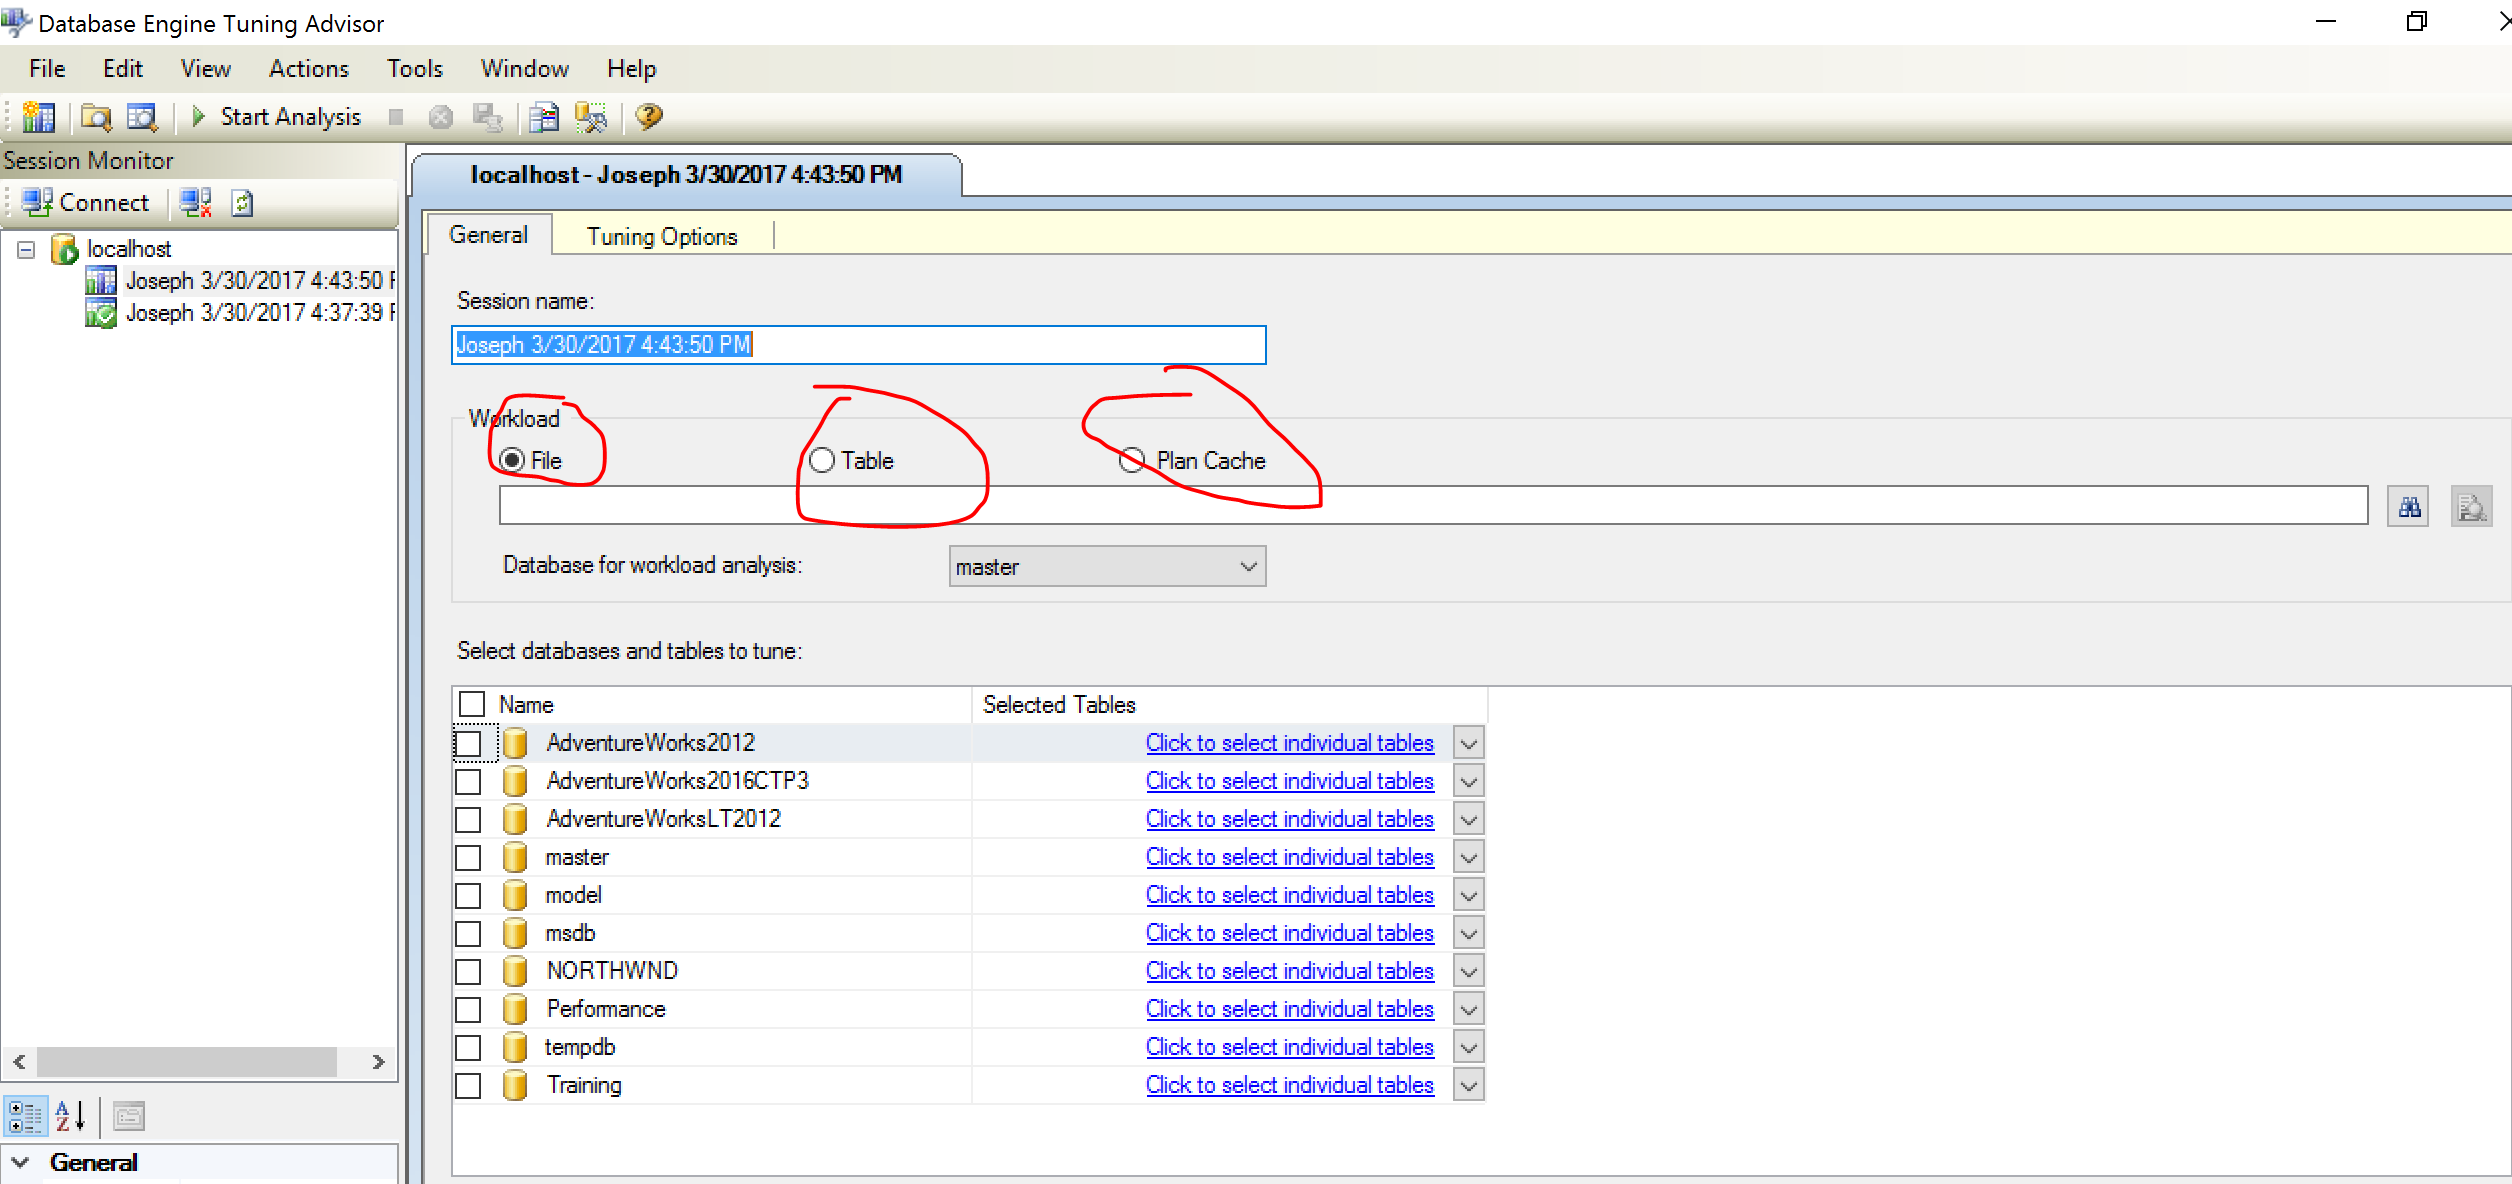 Database Engine Tuning Advisor
File Edit View Actions Tools Window Help
Start Analysis
Session Monitor
Connect
localhost
Joseph 3/30/2017 4:43:50 P
Joseph 3/30/2017 4:37:39 P
General
localhost - Joseph 3/30/2017 4:43:50 PM
General Tuning Options
Session name:
Joseph 3/30/2017 4:43:50 PM
Workload
File Table Plan Cache
Database for workload analysis: master
Select databases and tables to tune:
Name Selected Tables
AdventureWorks2012 Click to select individual tables
AdventureWorks2016CTP3 Click to select individual tables
AdventureWorksLT2012 Click to select individual tables
master Click to select individual tables
model Click to select individual tables
msdb Click to select individual tables
NORTHWND Click to select individual tables
Performance Click to select individual tables
tempdb Click to select individual tables
Training Click to select individual tables